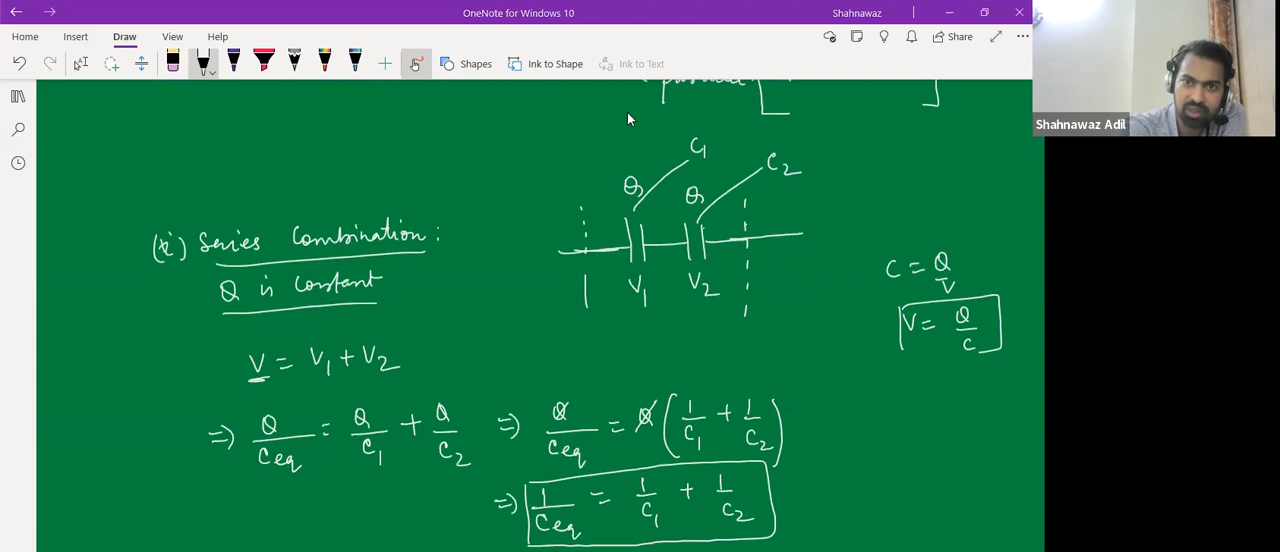 OneNote for Windows 10
Shahnawaz
Home Insert Draw View Help
Share
Shapes Ink to Shape Ink to Text
Shahnawaz Adil
C1
C2
Q Q
(i) Series Combination:
Q is constant
V1 V2
C = Q/V
V = Q/C
V = V1 + V2
⇒ Q/Ceq = Q/C1 + Q/C2 ⇒ Q/Ceq = Q(1/C1 + 1/C2)
⇒ 1/Ceq = 1/C1 + 1/C2